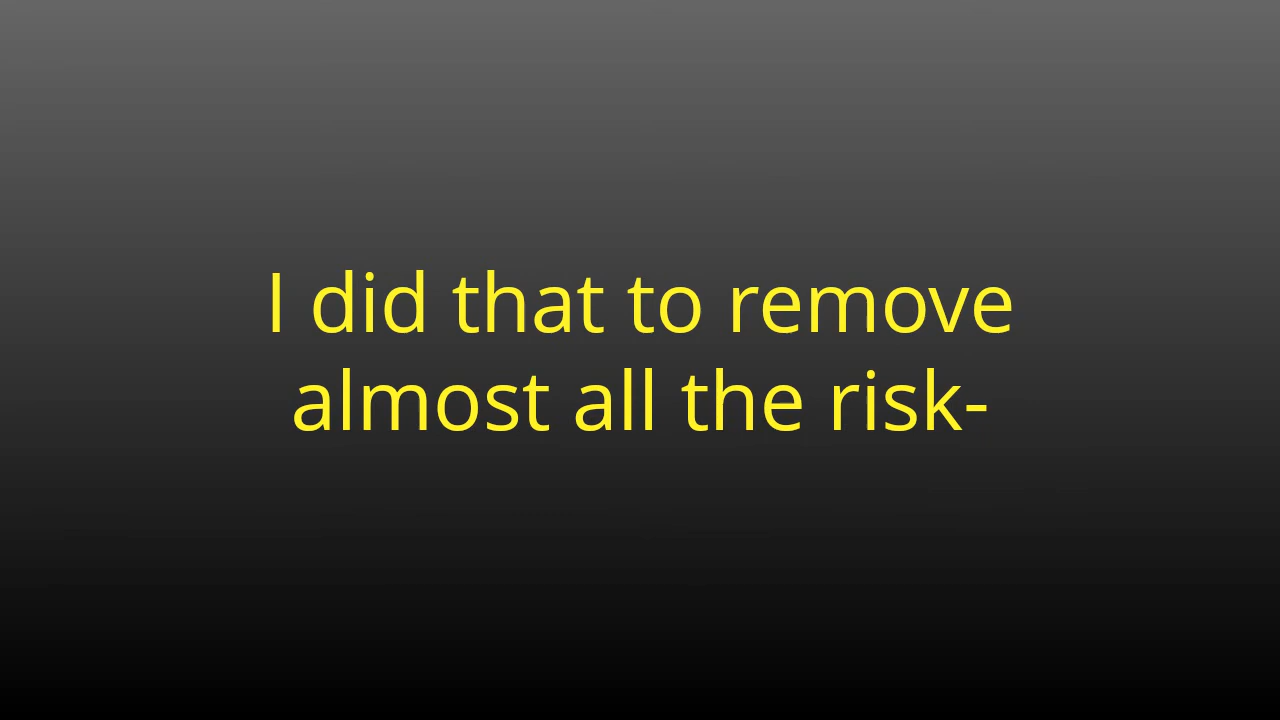 I did that to remove
almost all the risk-